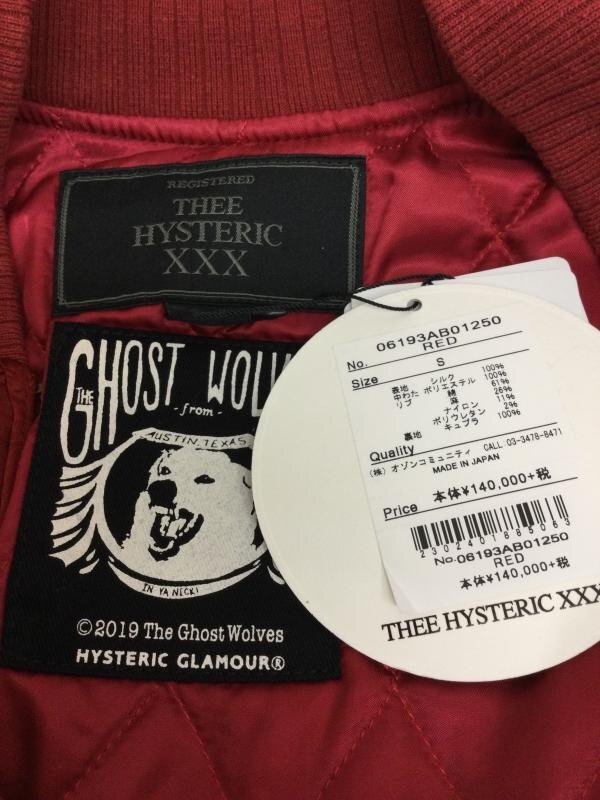 REGISTERED
THEE
HYSTERIC
XXX
THE
GHOST WOL
-from-
AUSTIN, TEXAS
IN YA NECK!
©2019 The Ghost Wolves
HYSTERIC GLAMOUR®
No. 06193AB01250
RED
Size S
表地 シルク 100%
中わた ポリエステル 100%
リブ 綿 61%
麻 26%
ナイロン 11%
ポリウレタン 2%
裏地 キュプラ 100%
Quality
(株) オゾンコミュニティ CALL:03-3478-8471
MADE IN JAPAN
Price 本体¥140,000+税
2302401885063
No.06193AB01250
RED
本体¥140,000+税
THEE HYSTERIC XXX